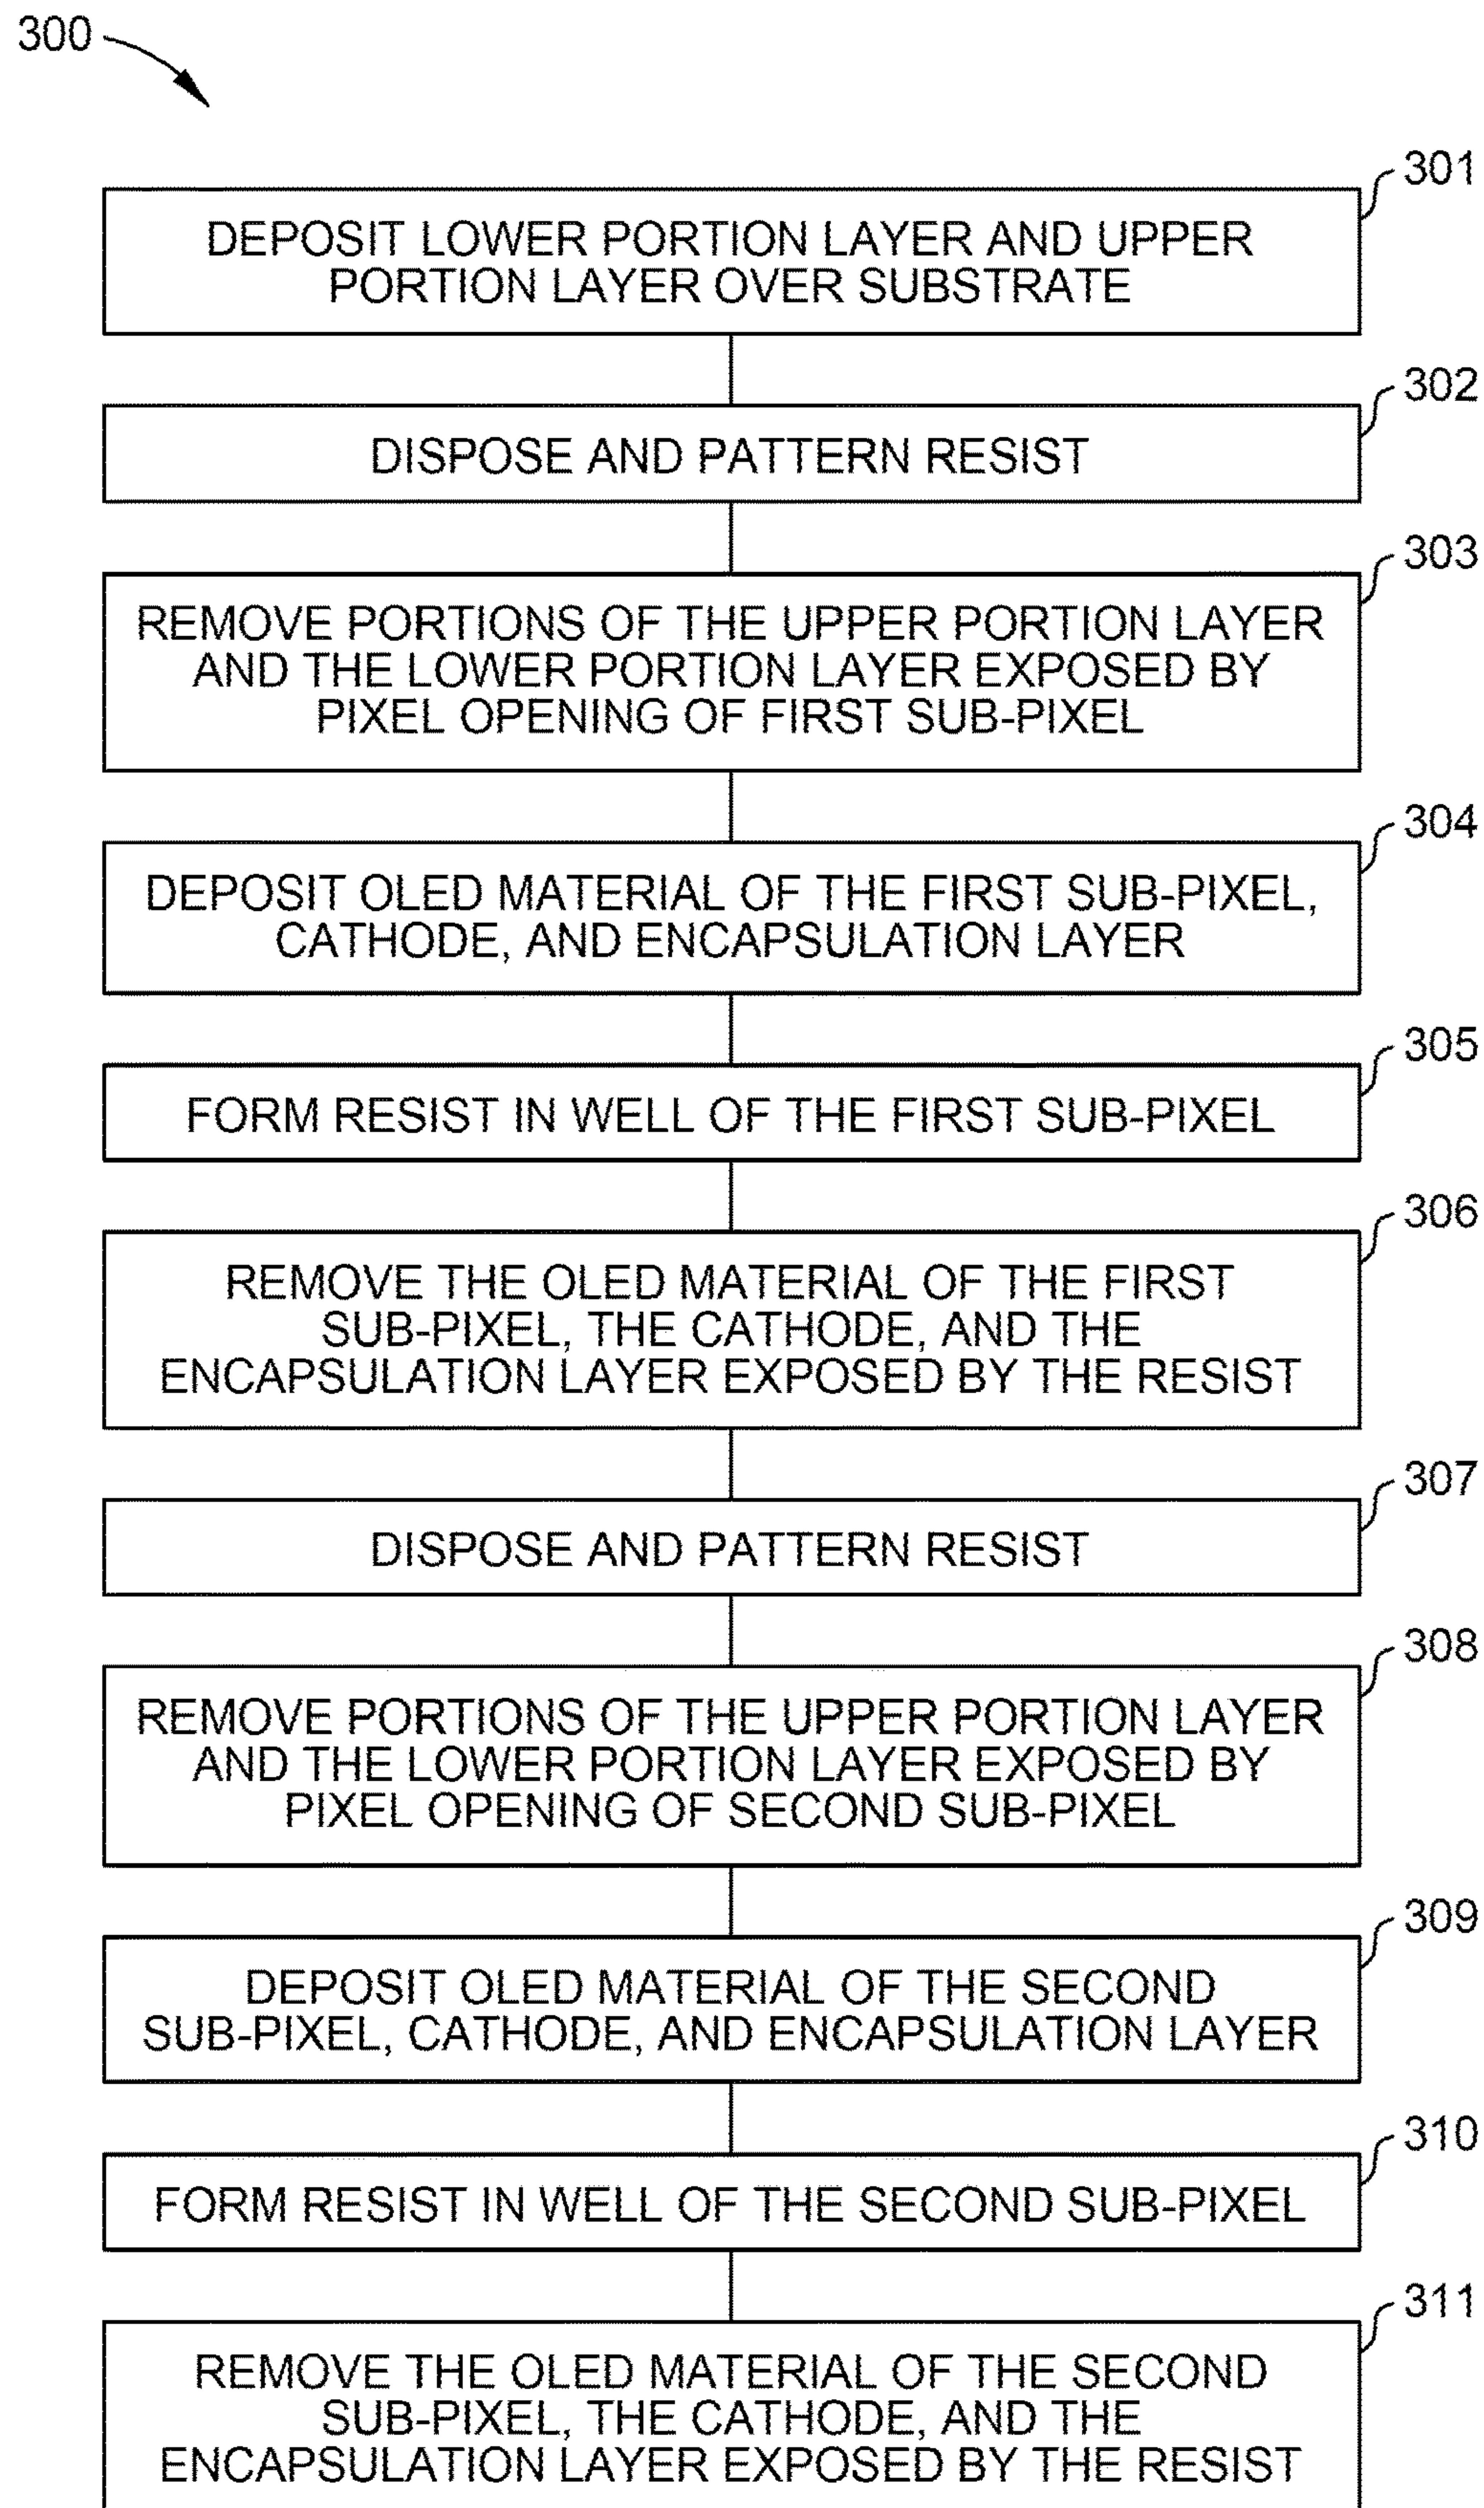 300
301
DEPOSIT LOWER PORTION LAYER AND UPPER
PORTION LAYER OVER SUBSTRATE
302
DISPOSE AND PATTERN RESIST
303
REMOVE PORTIONS OF THE UPPER PORTION LAYER
AND THE LOWER PORTION LAYER EXPOSED BY
PIXEL OPENING OF FIRST SUB-PIXEL
304
DEPOSIT OLED MATERIAL OF THE FIRST SUB-PIXEL,
CATHODE, AND ENCAPSULATION LAYER
305
FORM RESIST IN WELL OF THE FIRST SUB-PIXEL
306
REMOVE THE OLED MATERIAL OF THE FIRST
SUB-PIXEL, THE CATHODE, AND THE
ENCAPSULATION LAYER EXPOSED BY THE RESIST
307
DISPOSE AND PATTERN RESIST
308
REMOVE PORTIONS OF THE UPPER PORTION LAYER
AND THE LOWER PORTION LAYER EXPOSED BY
PIXEL OPENING OF SECOND SUB-PIXEL
309
DEPOSIT OLED MATERIAL OF THE SECOND
SUB-PIXEL, CATHODE, AND ENCAPSULATION LAYER
310
FORM RESIST IN WELL OF THE SECOND SUB-PIXEL
311
REMOVE THE OLED MATERIAL OF THE SECOND
SUB-PIXEL, THE CATHODE, AND THE
ENCAPSULATION LAYER EXPOSED BY THE RESIST